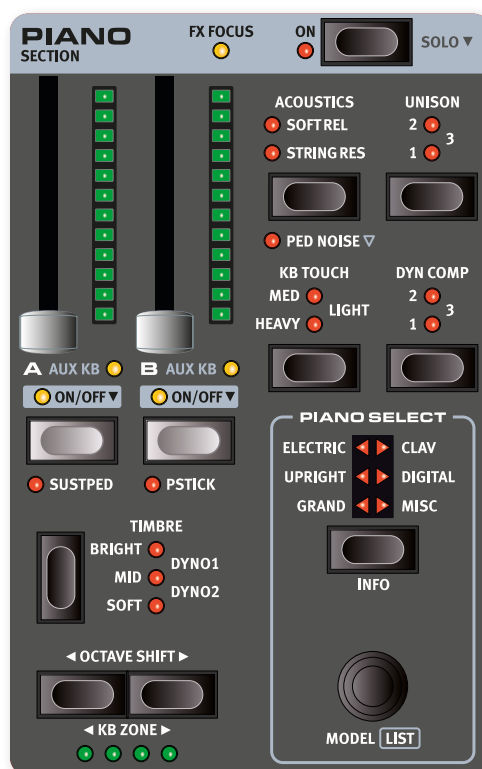 PIANO
SECTION
FX FOCUS
ON
SOLO ▼
ACOUSTICS
SOFT REL
STRING RES
UNISON
2
3
1
PED NOISE ▽
KB TOUCH
MED
LIGHT
HEAVY
DYN COMP
2
3
1
A AUX KB
B AUX KB
ON/OFF ▼
ON/OFF ▼
SUSTPED
PSTICK
TIMBRE
BRIGHT
DYNO1
MID
DYNO2
SOFT
◄ OCTAVE SHIFT ►
◄ KB ZONE ►
PIANO SELECT
ELECTRIC
CLAV
UPRIGHT
DIGITAL
GRAND
MISC
INFO
MODEL LIST